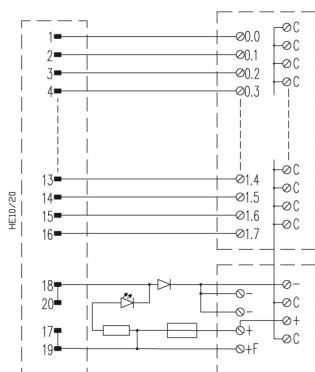 1 0.0 C
2 0.1 C
3 0.2 C
4 0.3 C
C
HE10/20
13 1.4 C
14 1.5 C
15 1.6 C
16 1.7 C
18 - -
20 - C
17 + +
19 +F C